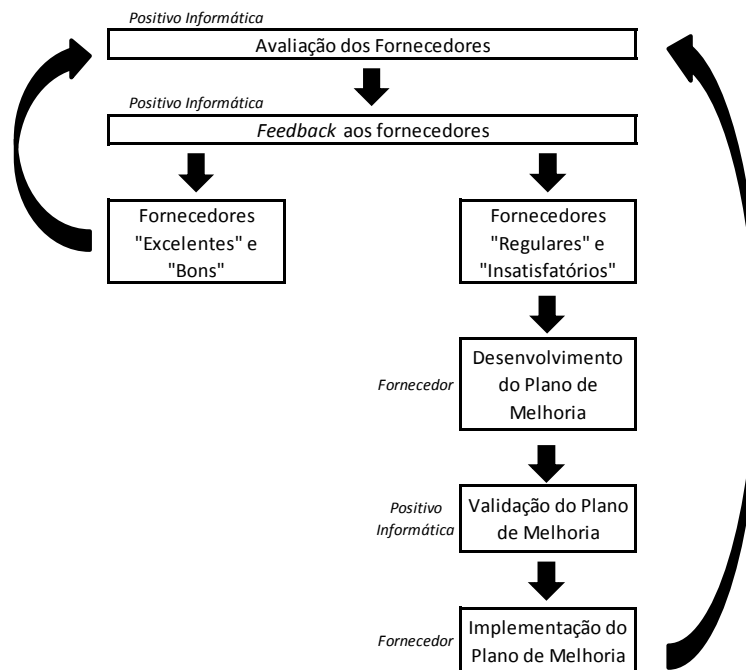 Positivo Informática
Avaliação dos Fornecedores
Positivo Informática
Feedback aos fornecedores
Fornecedores
"Excelentes" e
"Bons"
Fornecedores
"Regulares" e
"Insatisfatórios"
Fornecedor
Desenvolvimento
do Plano de
Melhoria
Positivo
Informática
Validação do Plano
de Melhoria
Fornecedor
Implementação do
Plano de Melhoria